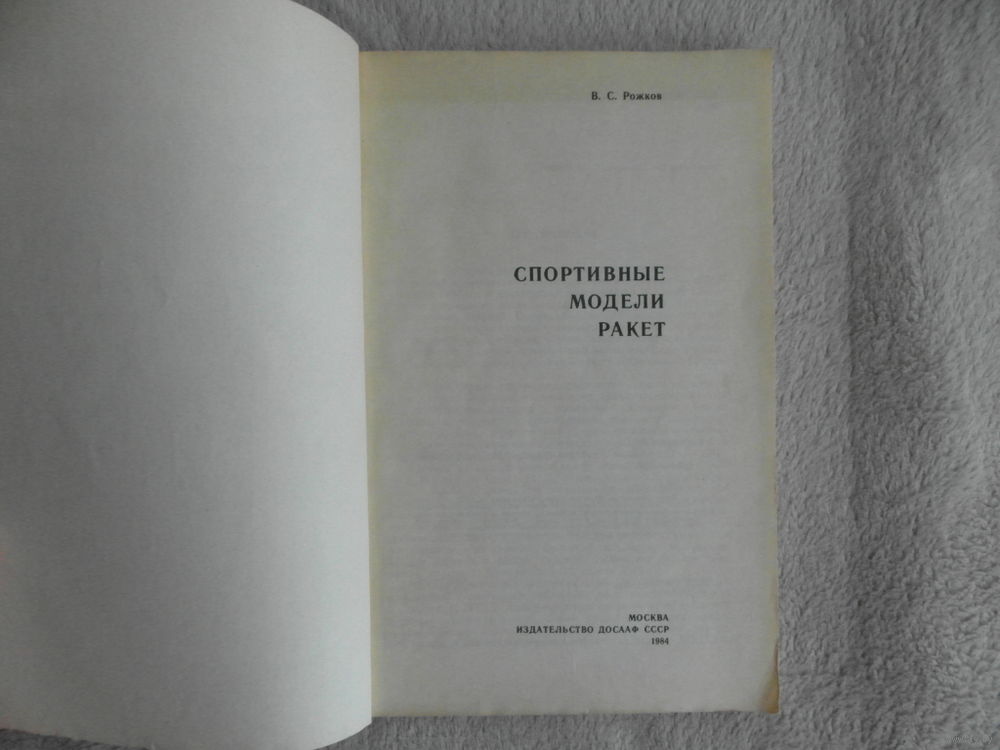 В. С. Рожков
СПОРТИВНЫЕ
МОДЕЛИ
РАКЕТ
МОСКВА
ИЗДАТЕЛЬСТВО ДОСААФ СССР
1984